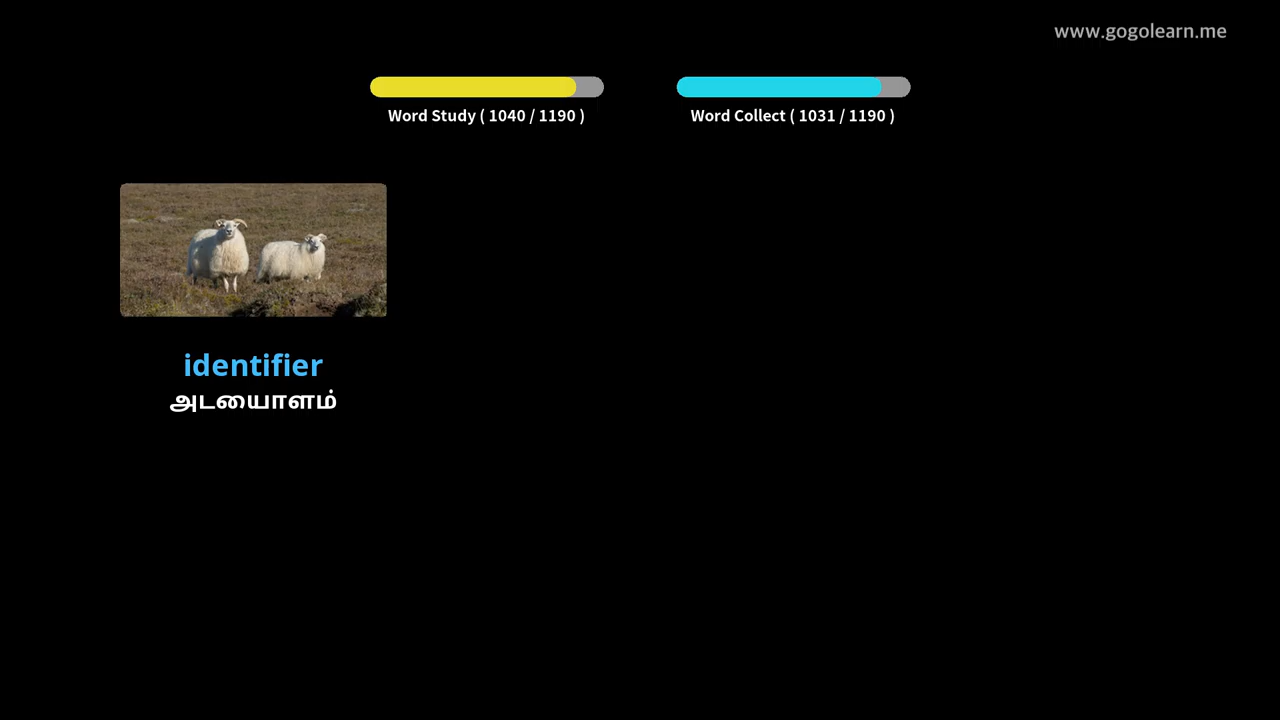 www.gogolearn.me
Word Study ( 1040 / 1190 )
Word Collect ( 1031 / 1190 )
identifier
அடையாளம்